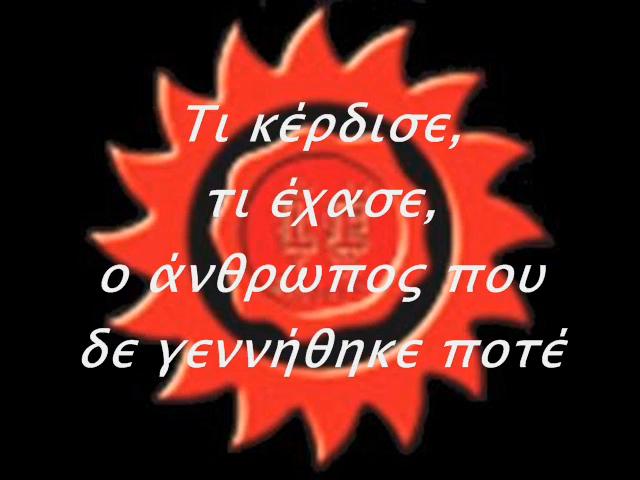 Τι κέρδισε,
τι έχασε,
ο άνθρωπος που
δε γεννήθηκε ποτέ